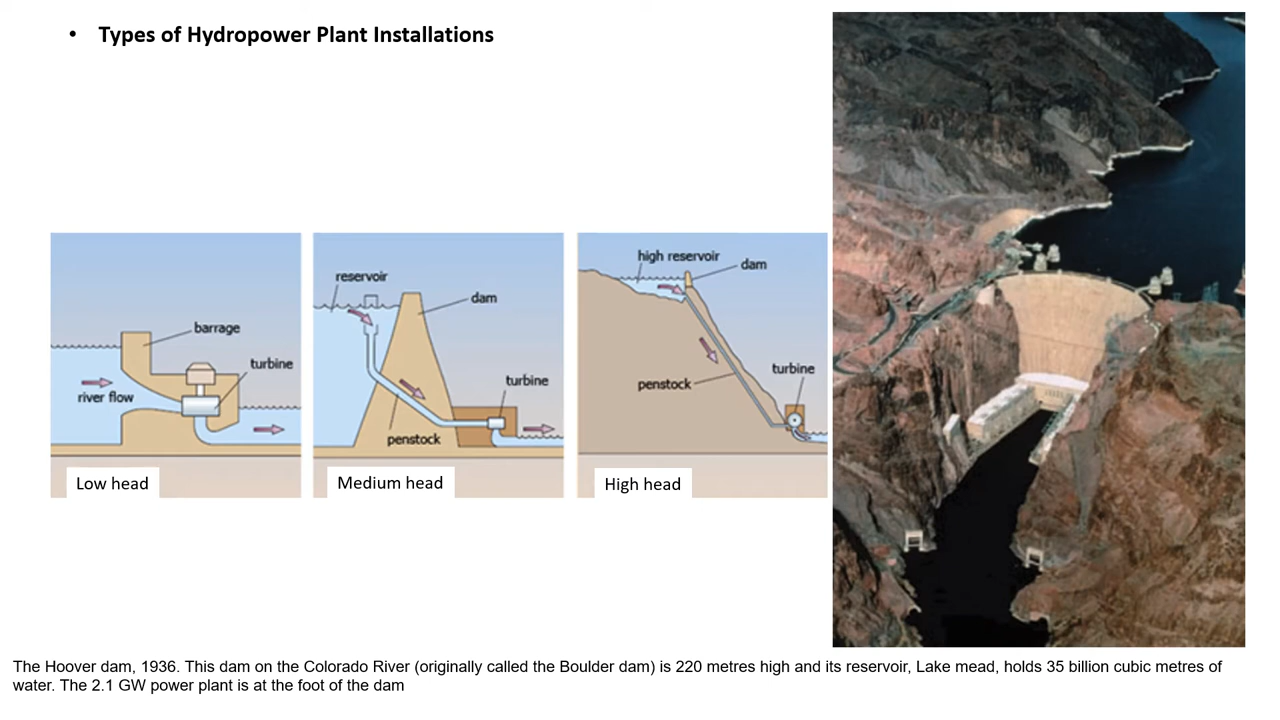 • Types of Hydropower Plant Installations
barrage
turbine
river flow
Low head
reservoir
dam
turbine
penstock
Medium head
high reservoir
dam
turbine
penstock
High head
The Hoover dam, 1936. This dam on the Colorado River (originally called the Boulder dam) is 220 metres high and its reservoir, Lake mead, holds 35 billion cubic metres of
water. The 2.1 GW power plant is at the foot of the dam